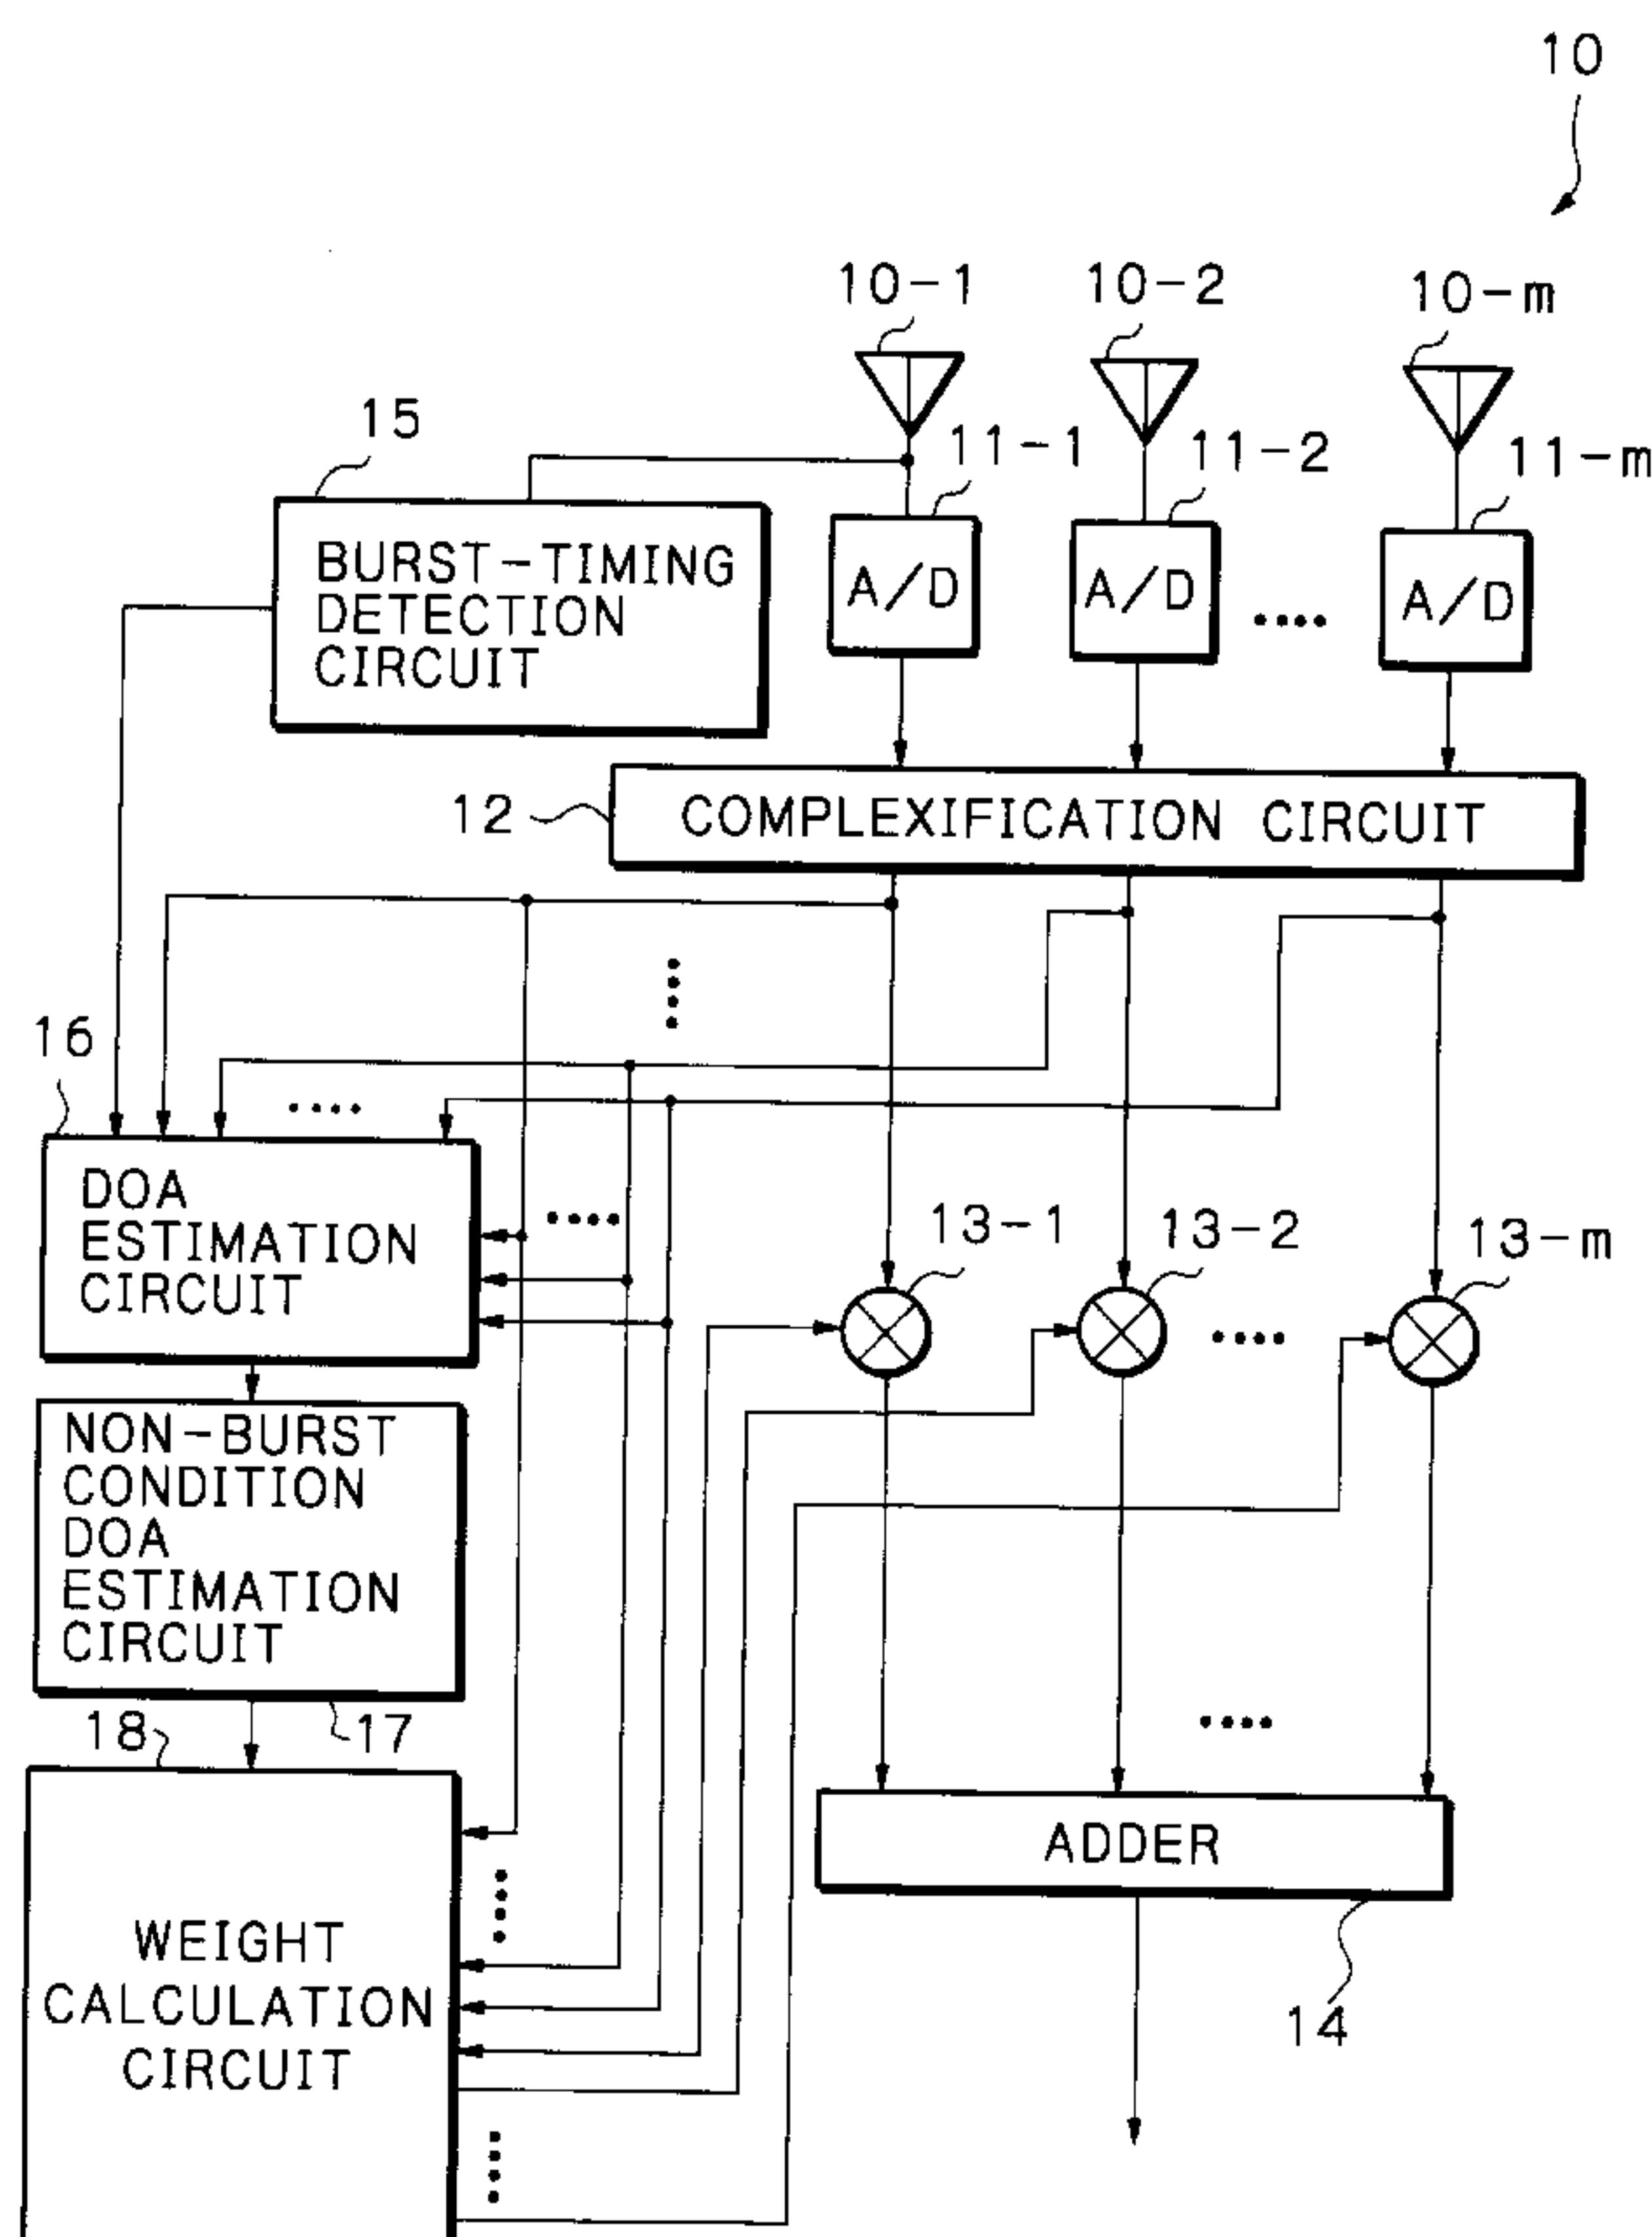 10
10-1
10-2
10-m
15
11-1
11-2
11-m
BURST-TIMING
DETECTION
CIRCUIT
A/D
A/D
A/D
12
COMPLEXIFICATION CIRCUIT
16
DOA
ESTIMATION
CIRCUIT
13-1
13-2
13-m
NON-BURST
CONDITION
DOA
ESTIMATION
CIRCUIT
18
17
ADDER
WEIGHT
CALCULATION
CIRCUIT
14